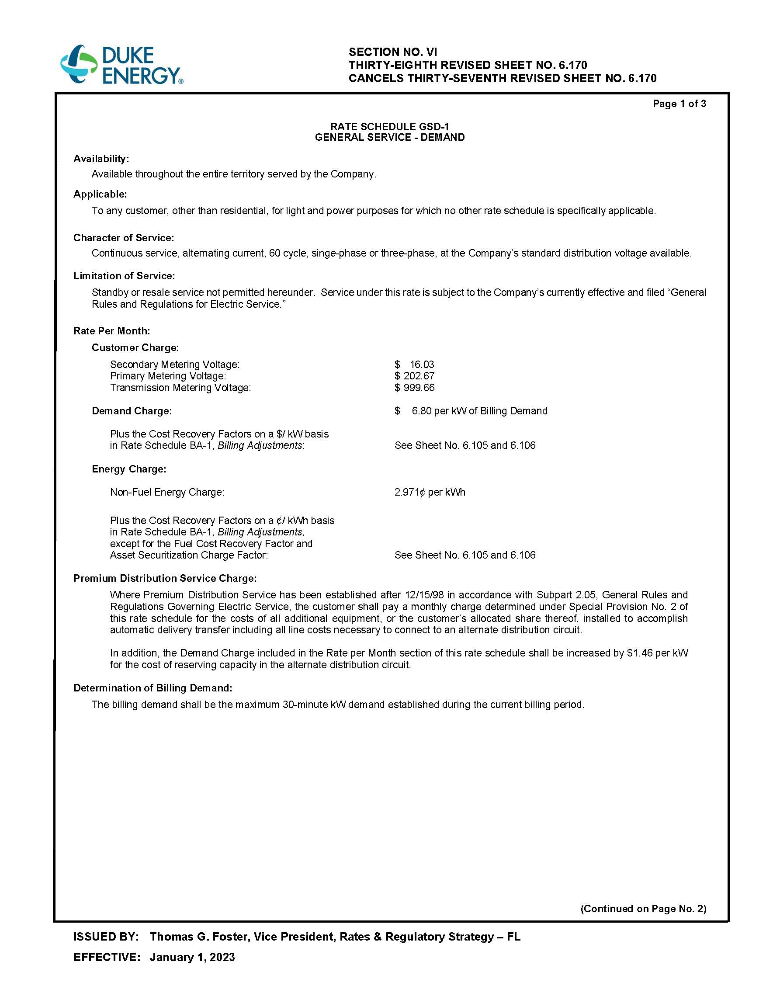 DUKE
ENERGY®
SECTION NO. VI
THIRTY-EIGHTH REVISED SHEET NO. 6.170
CANCELS THIRTY-SEVENTH REVISED SHEET NO. 6.170
Page 1 of 3
RATE SCHEDULE GSD-1
GENERAL SERVICE - DEMAND
Availability:
Available throughout the entire territory served by the Company.
Applicable:
To any customer, other than residential, for light and power purposes for which no other rate schedule is specifically applicable.
Character of Service:
Continuous service, alternating current, 60 cycle, singe-phase or three-phase, at the Company's standard distribution voltage available.
Limitation of Service:
Standby or resale service not permitted hereunder. Service under this rate is subject to the Company's currently effective and filed "General
Rules and Regulations for Electric Service."
Rate Per Month:
Customer Charge:
Secondary Metering Voltage: $ 16.03
Primary Metering Voltage: $ 202.67
Transmission Metering Voltage: $ 999.66
Demand Charge: $ 6.80 per kW of Billing Demand
Plus the Cost Recovery Factors on a $/ kW basis
in Rate Schedule BA-1, Billing Adjustments: See Sheet No. 6.105 and 6.106
Energy Charge:
Non-Fuel Energy Charge: 2.971¢ per kWh
Plus the Cost Recovery Factors on a ¢/ kWh basis
in Rate Schedule BA-1, Billing Adjustments,
except for the Fuel Cost Recovery Factor and
Asset Securitization Charge Factor: See Sheet No. 6.105 and 6.106
Premium Distribution Service Charge:
Where Premium Distribution Service has been established after 12/15/98 in accordance with Subpart 2.05, General Rules and
Regulations Governing Electric Service, the customer shall pay a monthly charge determined under Special Provision No. 2 of
this rate schedule for the costs of all additional equipment, or the customer's allocated share thereof, installed to accomplish
automatic delivery transfer including all line costs necessary to connect to an alternate distribution circuit.
In addition, the Demand Charge included in the Rate per Month section of this rate schedule shall be increased by $1.46 per kW
for the cost of reserving capacity in the alternate distribution circuit.
Determination of Billing Demand:
The billing demand shall be the maximum 30-minute kW demand established during the current billing period.
(Continued on Page No. 2)
ISSUED BY: Thomas G. Foster, Vice President, Rates & Regulatory Strategy – FL
EFFECTIVE: January 1, 2023